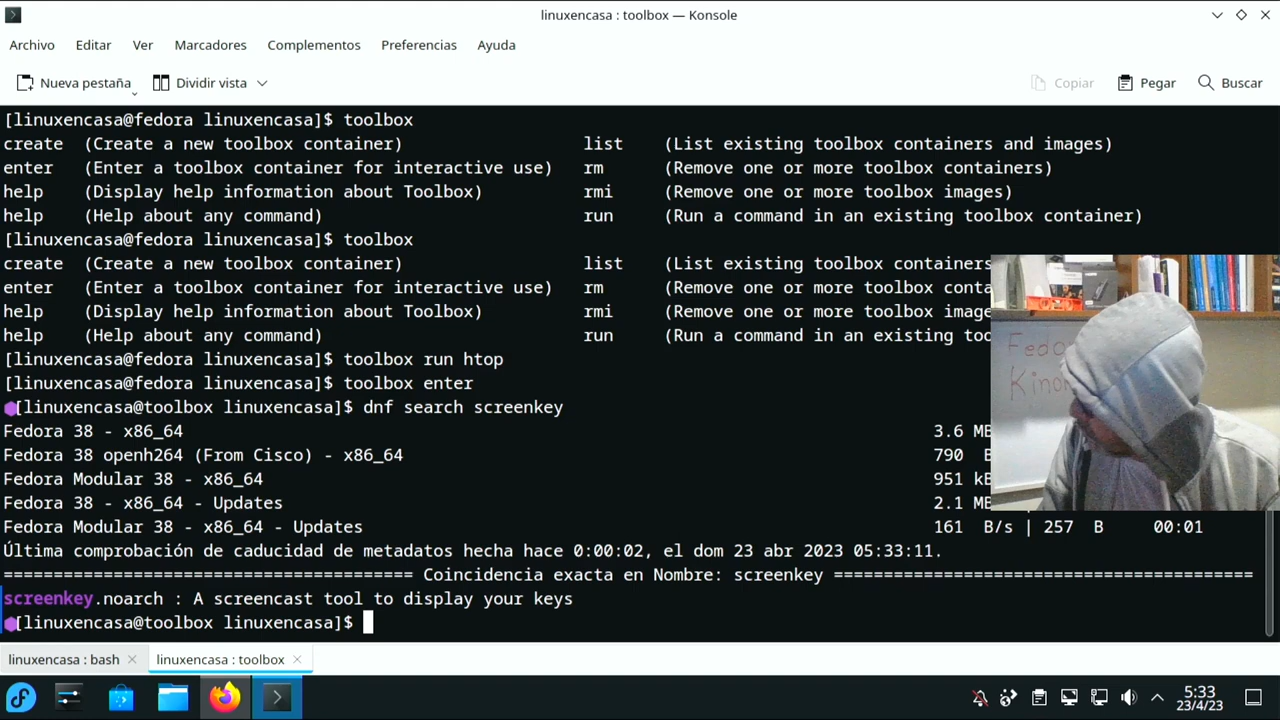 linuxencasa : toolbox — Konsole
Archivo Editar Ver Marcadores Complementos Preferencias Ayuda
Nueva pestaña Dividir vista Copiar Pegar Buscar
[linuxencasa@fedora linuxencasa]$ toolbox
create (Create a new toolbox container) list (List existing toolbox containers and images)
enter (Enter a toolbox container for interactive use) rm (Remove one or more toolbox containers)
help (Display help information about Toolbox) rmi (Remove one or more toolbox images)
help (Help about any command) run (Run a command in an existing toolbox container)
[linuxencasa@fedora linuxencasa]$ toolbox
create (Create a new toolbox container) list (List existing toolbox containers
enter (Enter a toolbox container for interactive use) rm (Remove one or more toolbox conta
help (Display help information about Toolbox) rmi (Remove one or more toolbox image
help (Help about any command) run (Run a command in an existing too
[linuxencasa@fedora linuxencasa]$ toolbox run htop
[linuxencasa@fedora linuxencasa]$ toolbox enter
[linuxencasa@toolbox linuxencasa]$ dnf search screenkey
Fedora 38 - x86_64 3.6 MB
Fedora 38 openh264 (From Cisco) - x86_64 790 B
Fedora Modular 38 - x86_64 951 kB
Fedora 38 - x86_64 - Updates 2.1 MB
Fedora Modular 38 - x86_64 - Updates 161 B/s | 257 B 00:01
Última comprobación de caducidad de metadatos hecha hace 0:00:02, el dom 23 abr 2023 05:33:11.
========================================= Coincidencia exacta en Nombre: screenkey ==========================================
screenkey.noarch : A screencast tool to display your keys
[linuxencasa@toolbox linuxencasa]$
linuxencasa : bash linuxencasa : toolbox
5:33
23/4/23
Fedo
Kino